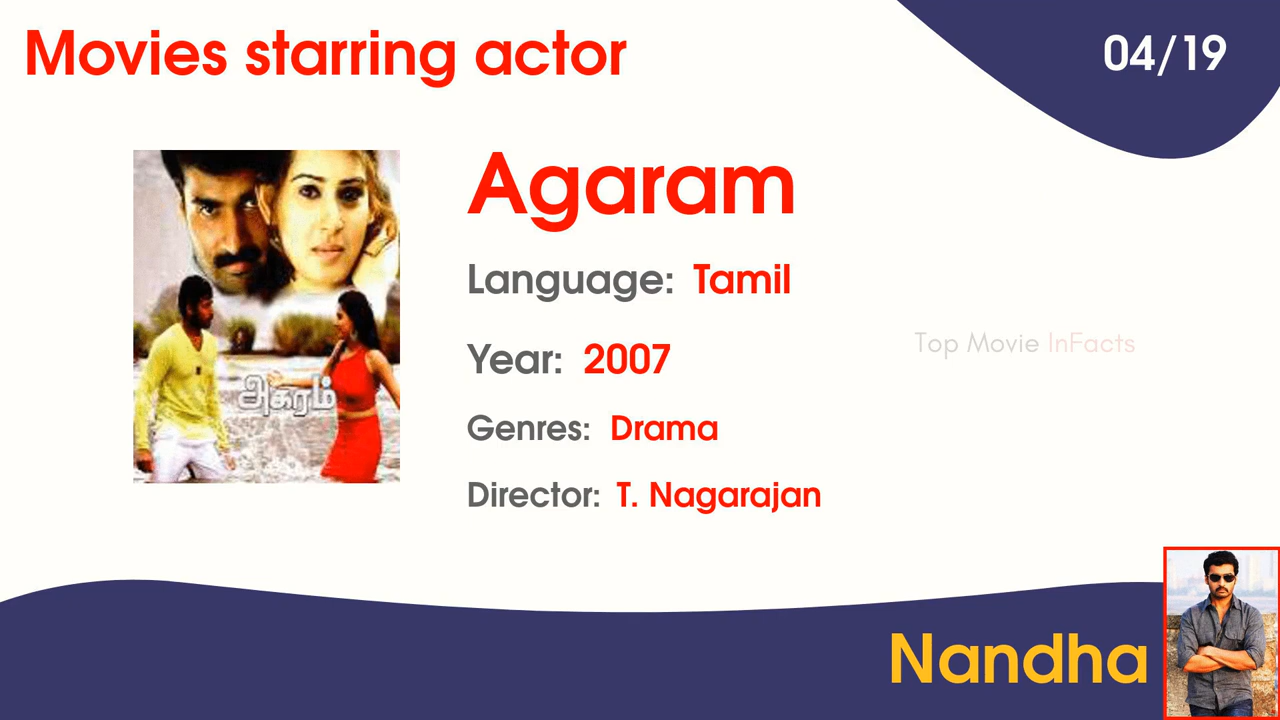 Movies starring actor
04/19
Agaram
Language: Tamil
Year: 2007
Genres: Drama
Director: T. Nagarajan
Top Movie InFacts
அகரம்
Nandha